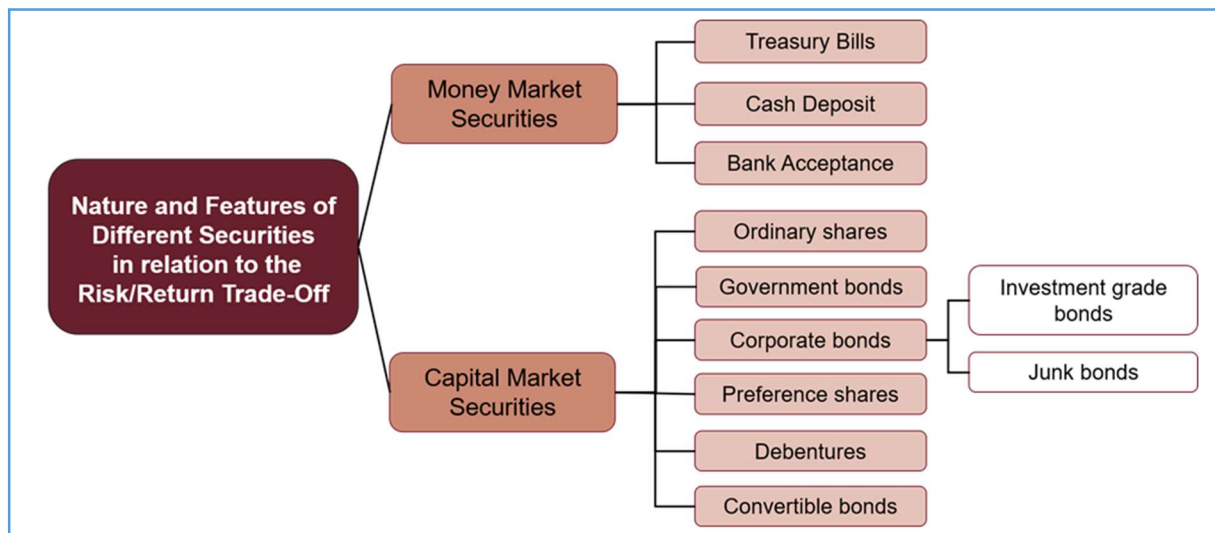 Nature and Features of
Different Securities
in relation to the
Risk/Return Trade-Off
Money Market
Securities
Treasury Bills
Cash Deposit
Bank Acceptance
Capital Market
Securities
Ordinary shares
Government bonds
Corporate bonds
Investment grade
bonds
Junk bonds
Preference shares
Debentures
Convertible bonds